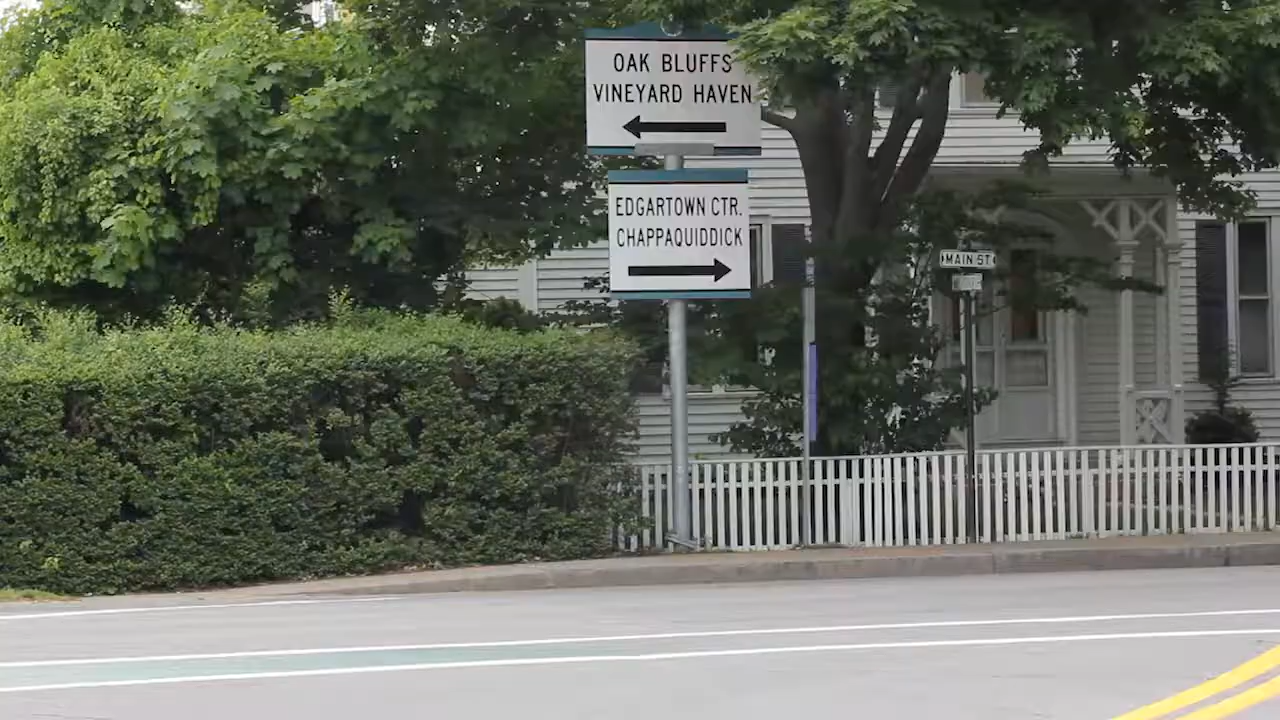 OAK BLUFFS
VINEYARD HAVEN
EDGARTOWN CTR.
CHAPPAQUIDDICK
MAIN ST